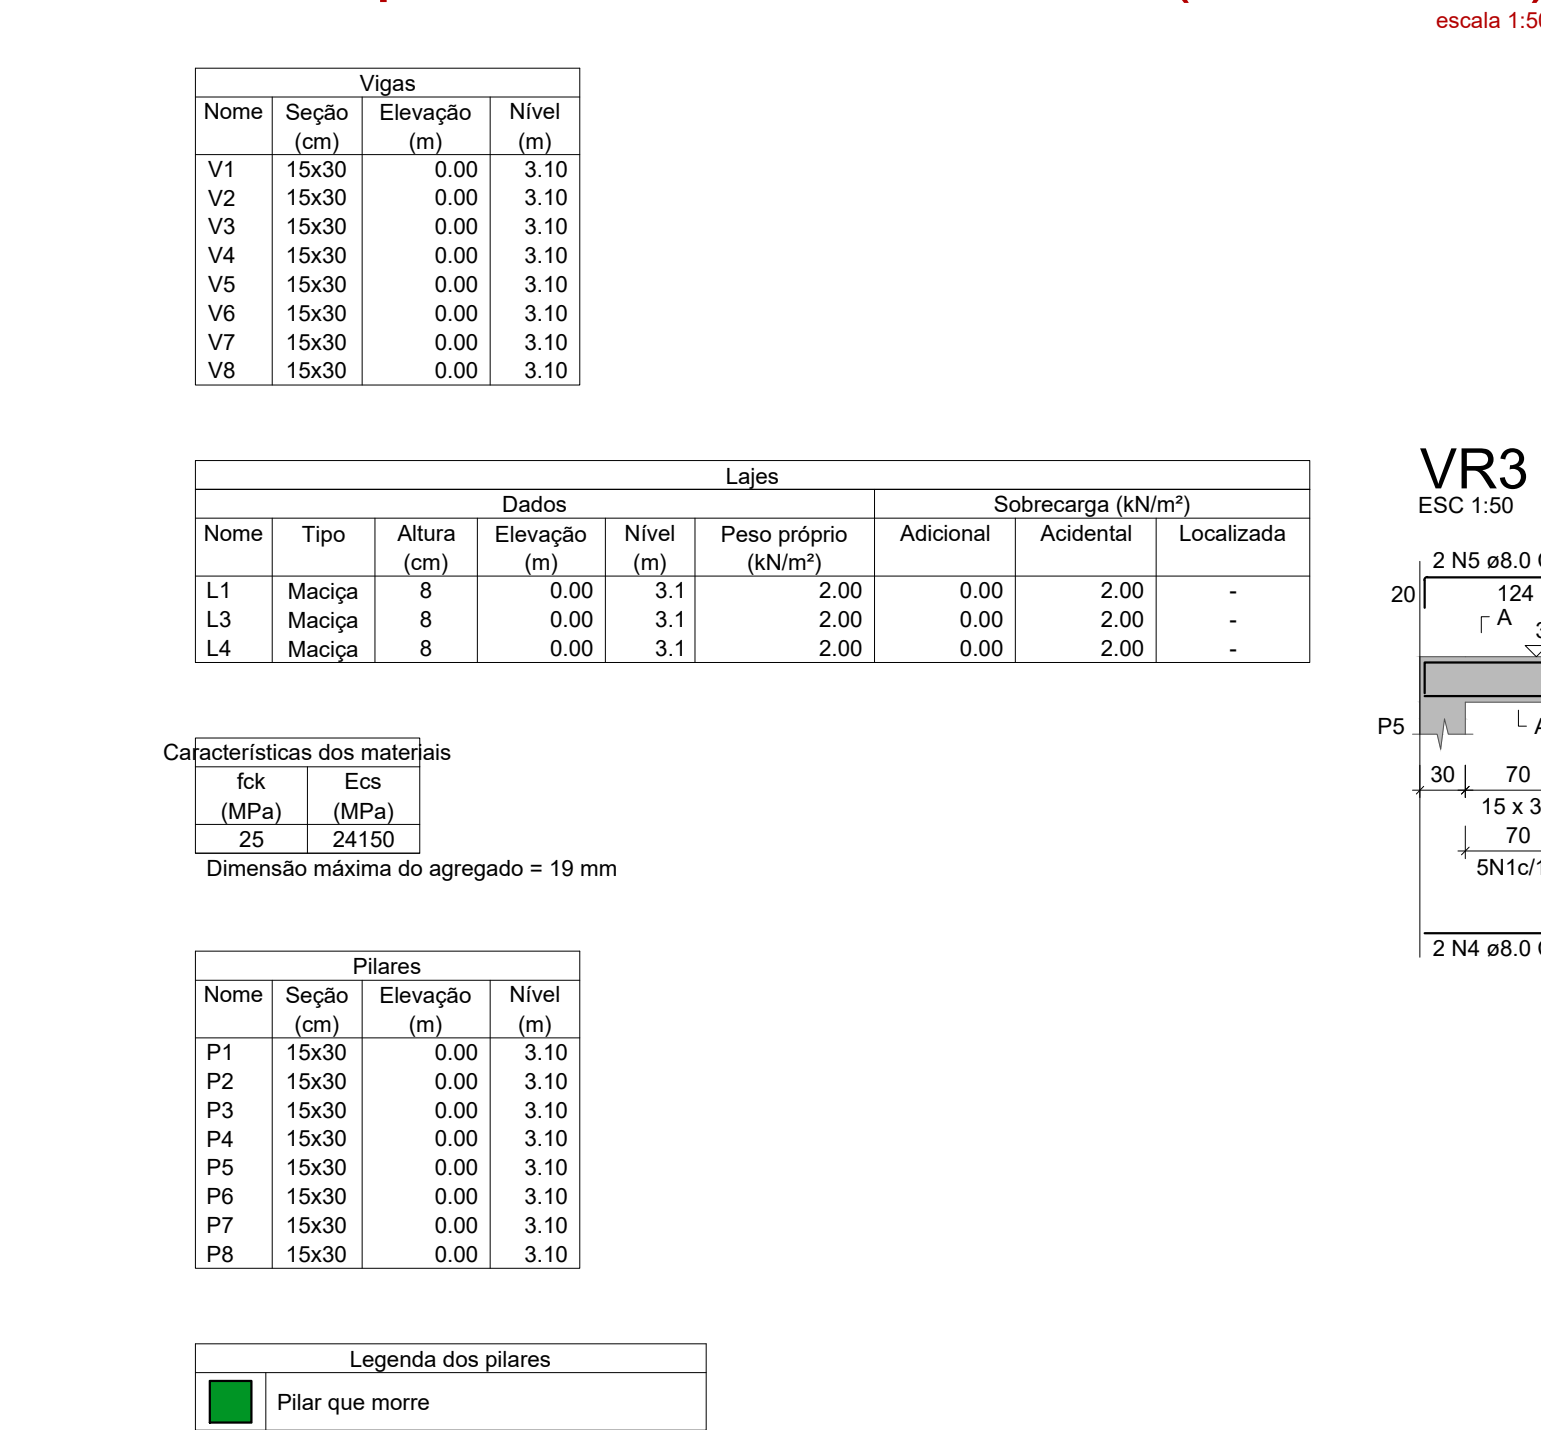 escala 1:50
Vigas
Nome Seção Elevação Nível
(cm) (m) (m)
V1 15x30 0.00 3.10
V2 15x30 0.00 3.10
V3 15x30 0.00 3.10
V4 15x30 0.00 3.10
V5 15x30 0.00 3.10
V6 15x30 0.00 3.10
V7 15x30 0.00 3.10
V8 15x30 0.00 3.10
Lajes
Dados Sobrecarga (kN/m²)
Nome Tipo Altura Elevação Nível Peso próprio Adicional Acidental Localizada
(cm) (m) (m) (kN/m²)
L1 Maciça 8 0.00 3.1 2.00 0.00 2.00 -
L3 Maciça 8 0.00 3.1 2.00 0.00 2.00 -
L4 Maciça 8 0.00 3.1 2.00 0.00 2.00 -
Características dos materiais
fck Ecs
(MPa) (MPa)
25 24150
Dimensão máxima do agregado = 19 mm
Pilares
Nome Seção Elevação Nível
(cm) (m) (m)
P1 15x30 0.00 3.10
P2 15x30 0.00 3.10
P3 15x30 0.00 3.10
P4 15x30 0.00 3.10
P5 15x30 0.00 3.10
P6 15x30 0.00 3.10
P7 15x30 0.00 3.10
P8 15x30 0.00 3.10
Legenda dos pilares
Pilar que morre
VR3
ESC 1:50
2 N5 ø8.0
20 124
A
P5 A
30 70
15 x 3
70
5N1c/1
2 N4 ø8.0